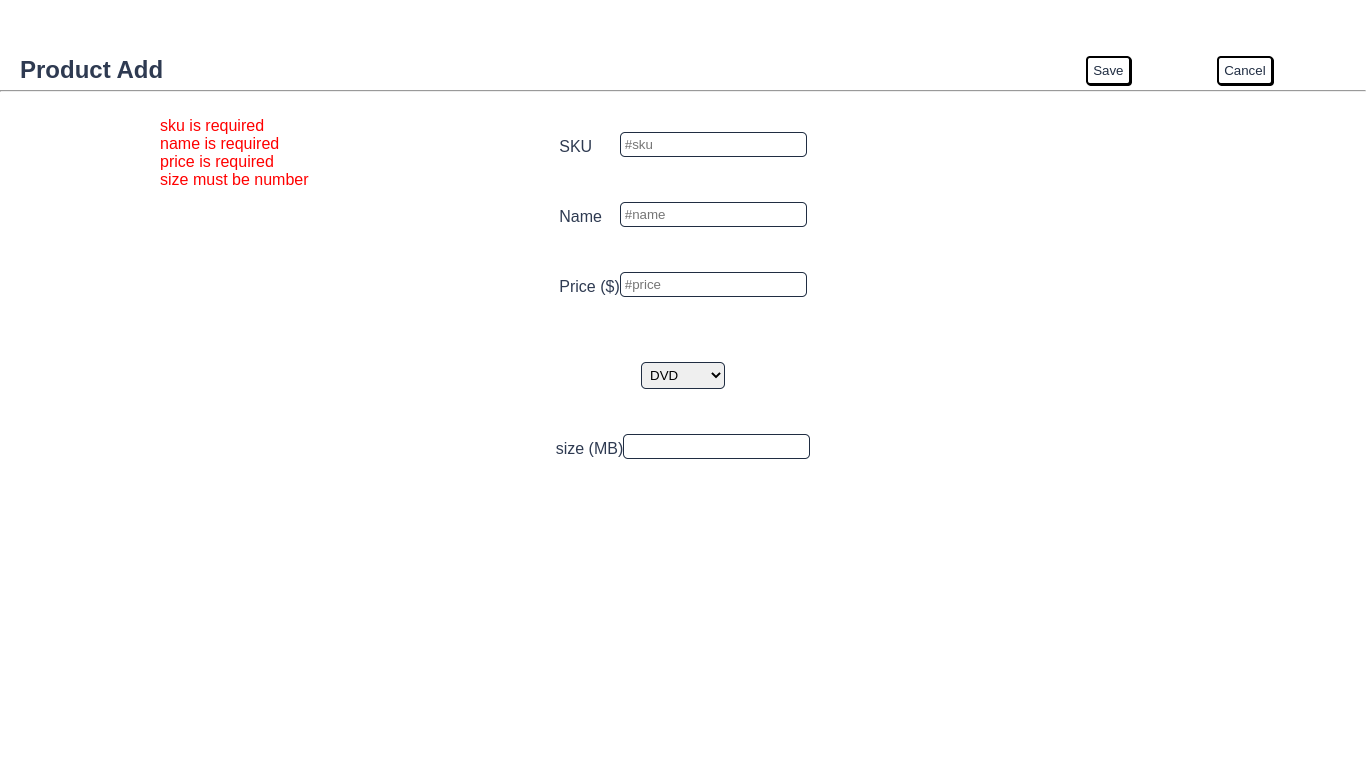 Product Add
Save
Cancel
sku is required
name is required
price is required
size must be number
SKU
#sku
Name
#name
Price ($)
#price
DVD
size (MB)